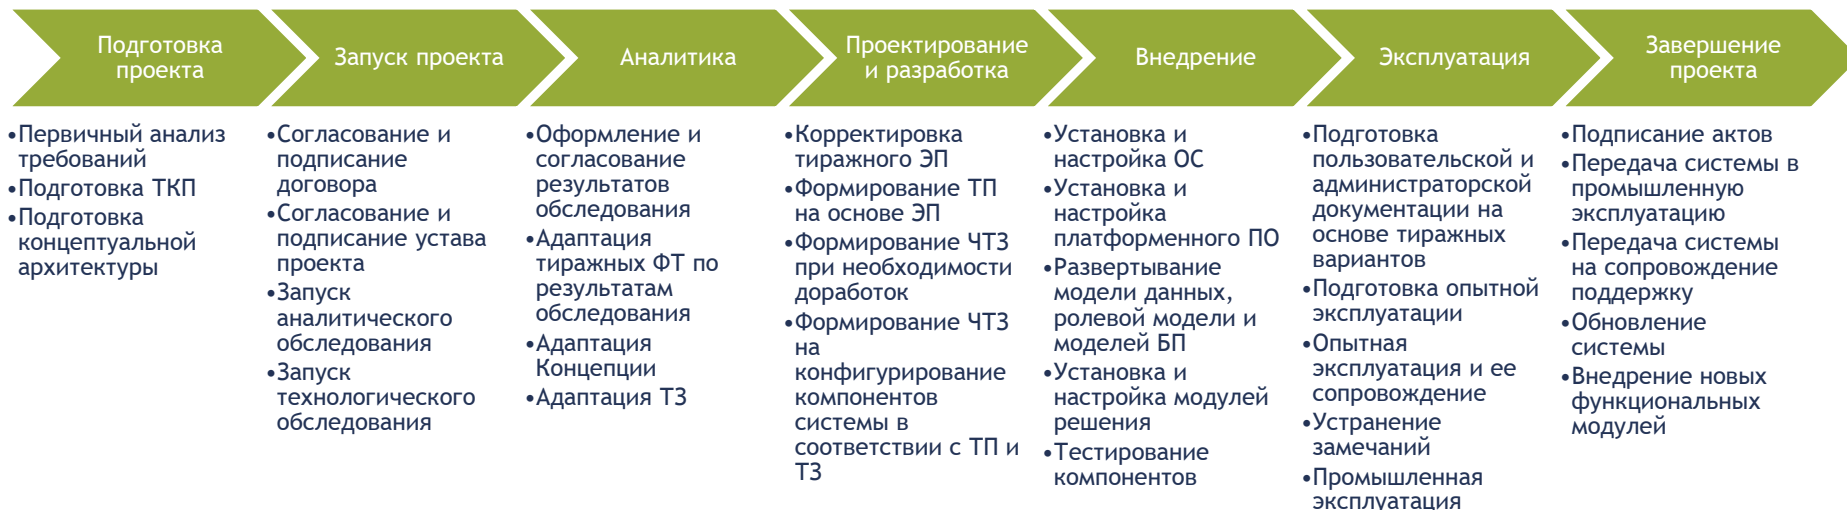 Подготовка
проекта
Запуск проекта
Аналитика
Проектирование
и разработка
Внедрение
Эксплуатация
Завершение
проекта
•Первичный анализ
требований
•Подготовка ТКП
•Подготовка
концептуальной
архитектуры
•Согласование и
подписание
договора
•Согласование и
подписание устава
проекта
•Запуск
аналитического
обследования
•Запуск
технологического
обследования
•Оформление и
согласование
результатов
обследования
•Адаптация
тиражных ФТ по
результатам
обследования
•Адаптация
Концепции
•Адаптация ТЗ
•Корректировка
тиражного ЭП
•Формирование ТП
на основе ЭП
•Формирование ЧТЗ
при необходимости
доработок
•Формирование ЧТЗ
на
конфигурирование
компонентов
системы в
соответствии с ТП и
ТЗ
•Установка и
настройка ОС
•Установка и
настройка
платформенного ПО
•Развертывание
модели данных,
ролевой модели и
моделей БП
•Установка и
настройка модулей
решения
•Тестирование
компонентов
•Подготовка
пользовательской и
администраторской
документации на
основе тиражных
вариантов
•Подготовка опытной
эксплуатации
•Опытная
эксплуатация и ее
сопровождение
•Устранение
замечаний
•Промышленная
эксплуатация
•Подписание актов
•Передача системы в
промышленную
эксплуатацию
•Передача системы
на сопровождение
поддержку
•Обновление
системы
•Внедрение новых
функциональных
модулей